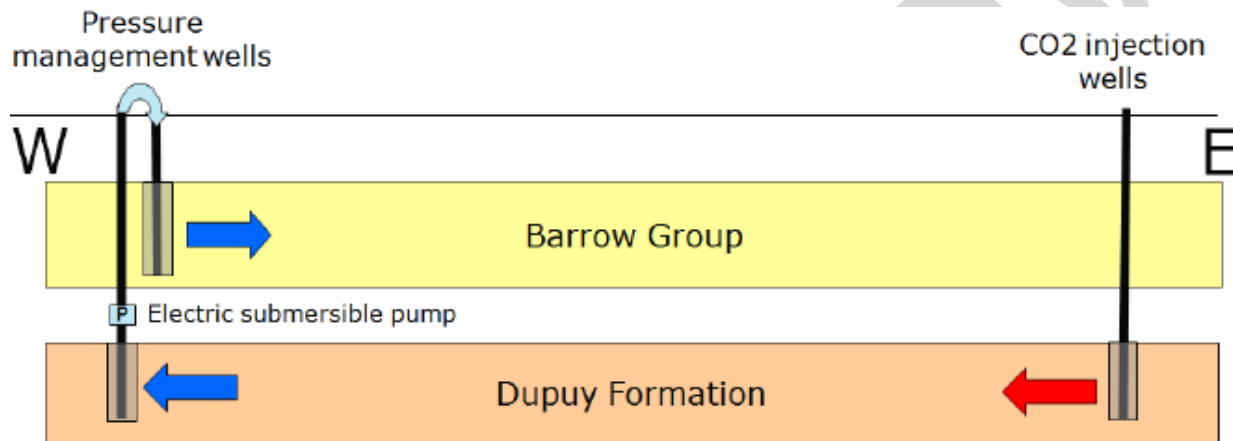 Pressure
management wells
CO2 injection
wells
W
E
Barrow Group
P
Electric submersible pump
Dupuy Formation